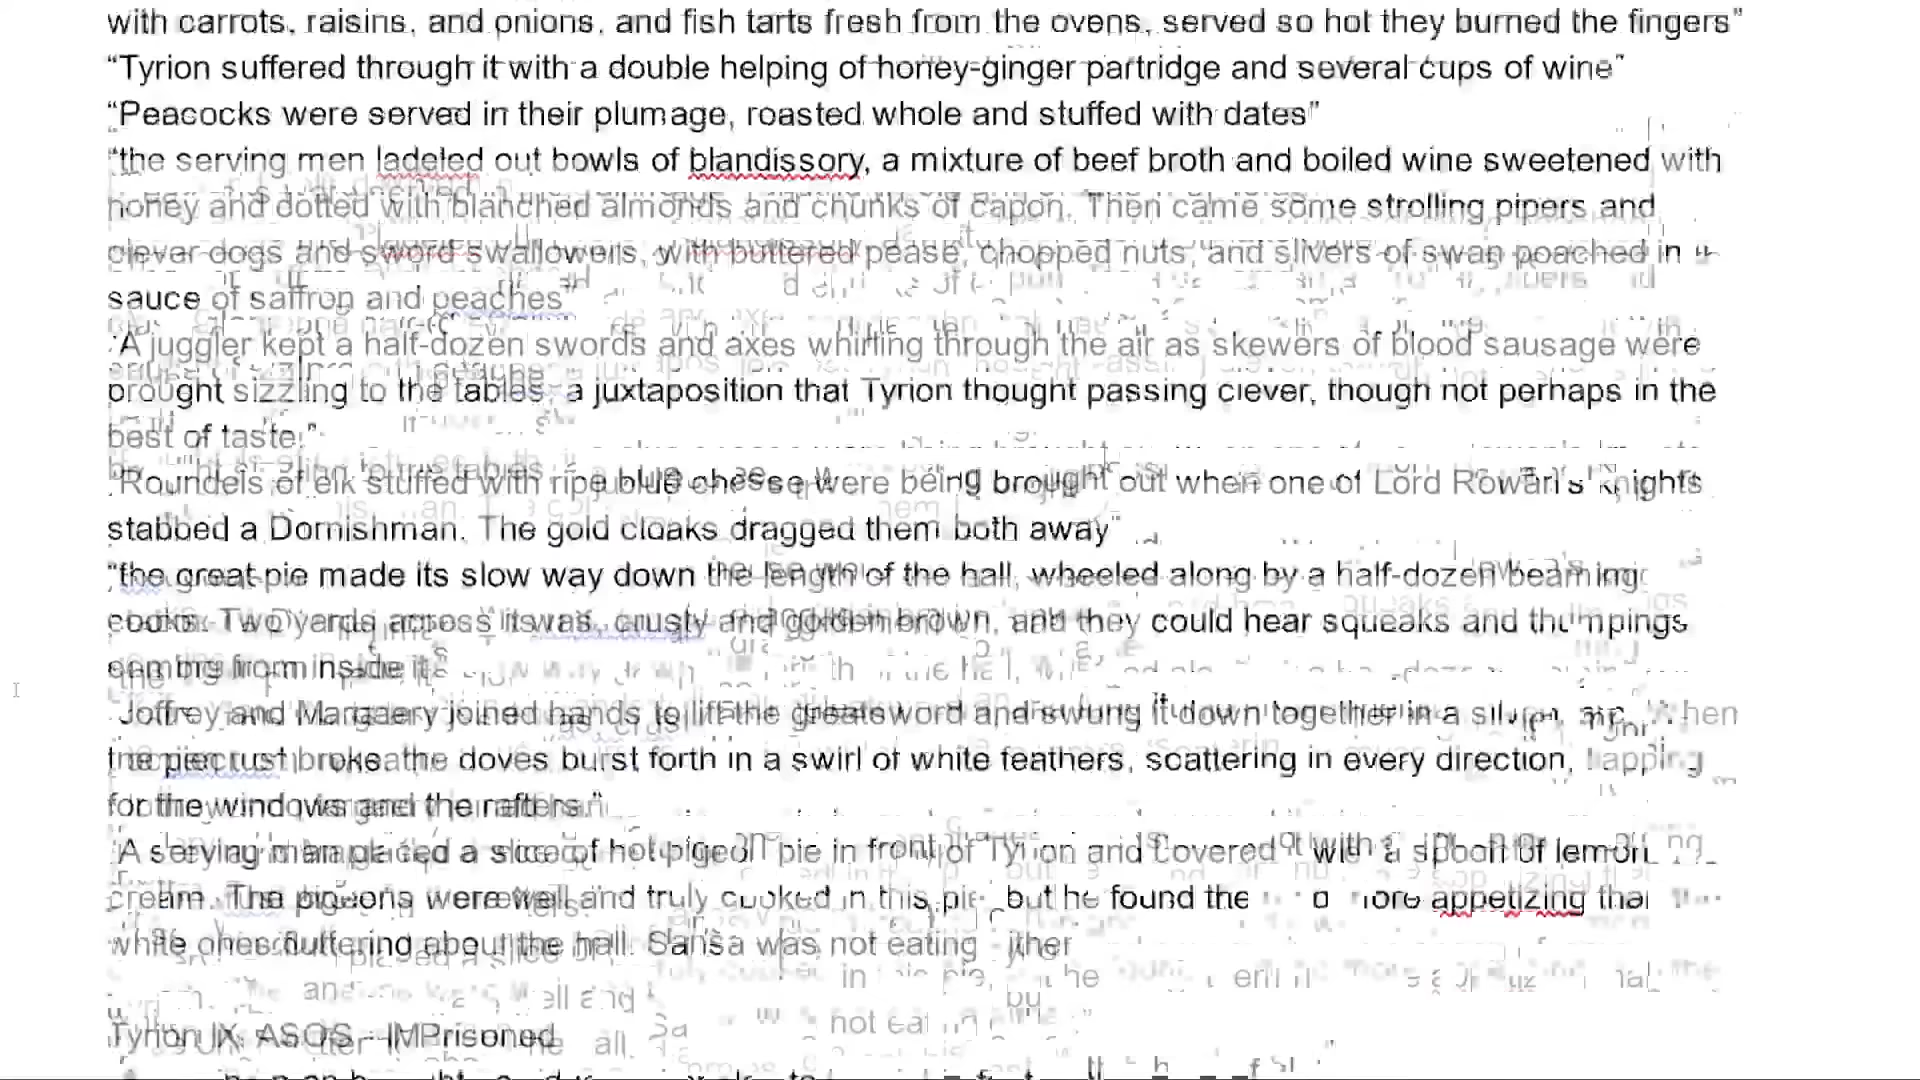 with carrots, raisins, and onions, and fish tarts fresh from the ovens, served so hot they burned the fingers”
“Tyrion suffered through it with a double helping of honey-ginger partridge and several cups of wine”
“Peacocks were served in their plumage, roasted whole and stuffed with dates”
“the serving men ladeled out bowls of blandissory, a mixture of beef broth and boiled wine sweetened with
honey and dotted with blanched almonds and chunks of capon. Then came some strolling pipers and
clever dogs and sword swallowers, with buttered pease, chopped nuts, and slivers of swan poached in
sauce of saffron and peaches”
“A juggler kept a half-dozen swords and axes whirling through the air as skewers of blood sausage were
brought sizzling to the tables, a juxtaposition that Tyrion thought passing clever, though not perhaps in the
best of taste.”
“Roundels of elk stuffed with ripe blue cheese were being brought out when one of Lord Rowan's knights
stabbed a Dornishman. The gold cloaks dragged them both away”
“the great pie made its slow way down the length of the hall, wheeled along by a half-dozen beaming
cooks. Two yards across it was, crusty and golden brown, and they could hear squeaks and thumpings
coming from inside it”
Joffrey and Margaery joined hands to lift the greatsword and swung it down together in a silver When
the piecrust broke, the doves burst forth in a swirl of white feathers, scattering in every direction, flapping
for the windows and the rafters.”
“A serving man placed a slice of hot pigeon pie in front of Tyrion and covered it with a spoon of lemon
cream. The pigeons were well and truly cooked in this pie, but he found them no more appetizing than
white ones fluttering about the hall. Sansa was not eating either
Tyrion IX ASOS - IMPrisoned